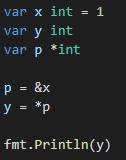 var x int = 1
var y int
var p *int
p = &x
y = *p
fmt.Println(y)